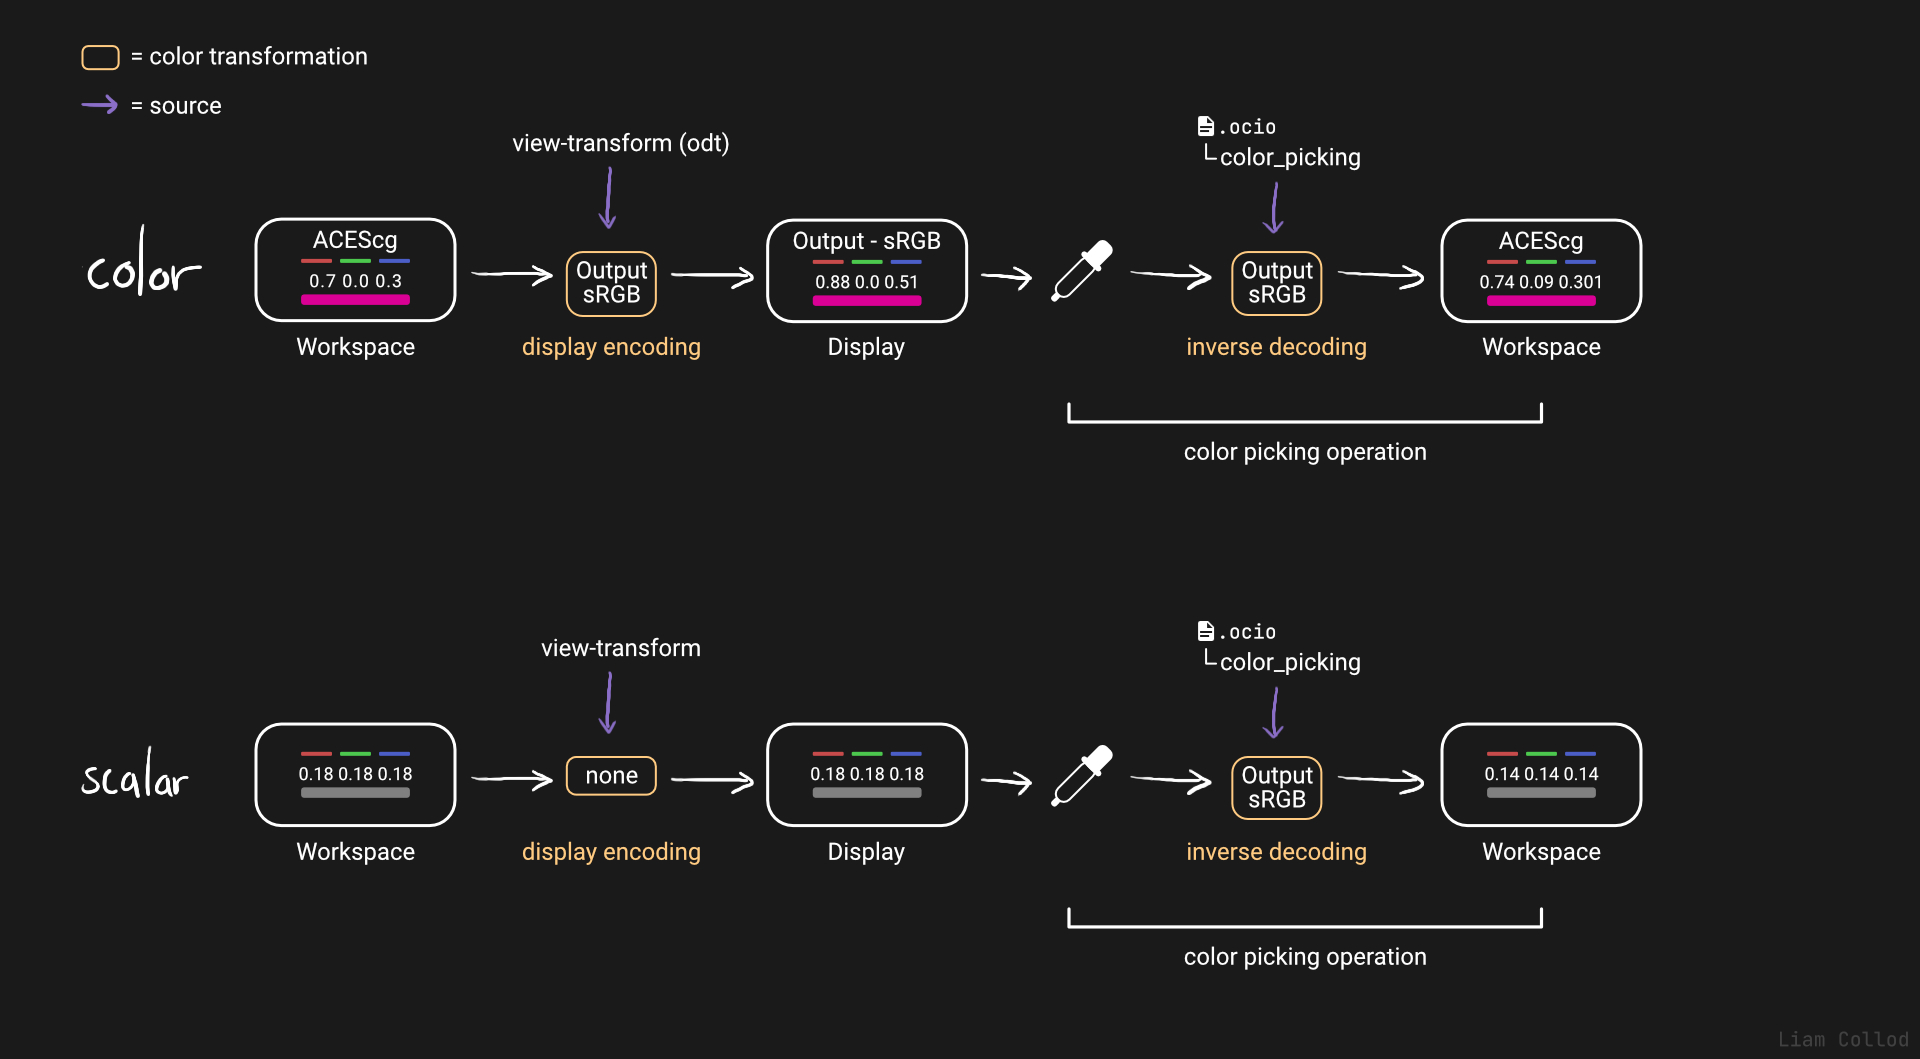 = color transformation
= source
view-transform (odt)
.ocio
color_picking
color
ACEScg
0.7 0.0 0.3
Workspace
Output
sRGB
display encoding
Output - sRGB
0.88 0.0 0.51
Display
Output
sRGB
inverse decoding
ACEScg
0.74 0.09 0.301
Workspace
color picking operation
view-transform
.ocio
color_picking
scalar
0.18 0.18 0.18
Workspace
none
display encoding
0.18 0.18 0.18
Display
Output
sRGB
inverse decoding
0.14 0.14 0.14
Workspace
color picking operation
Liam Collod